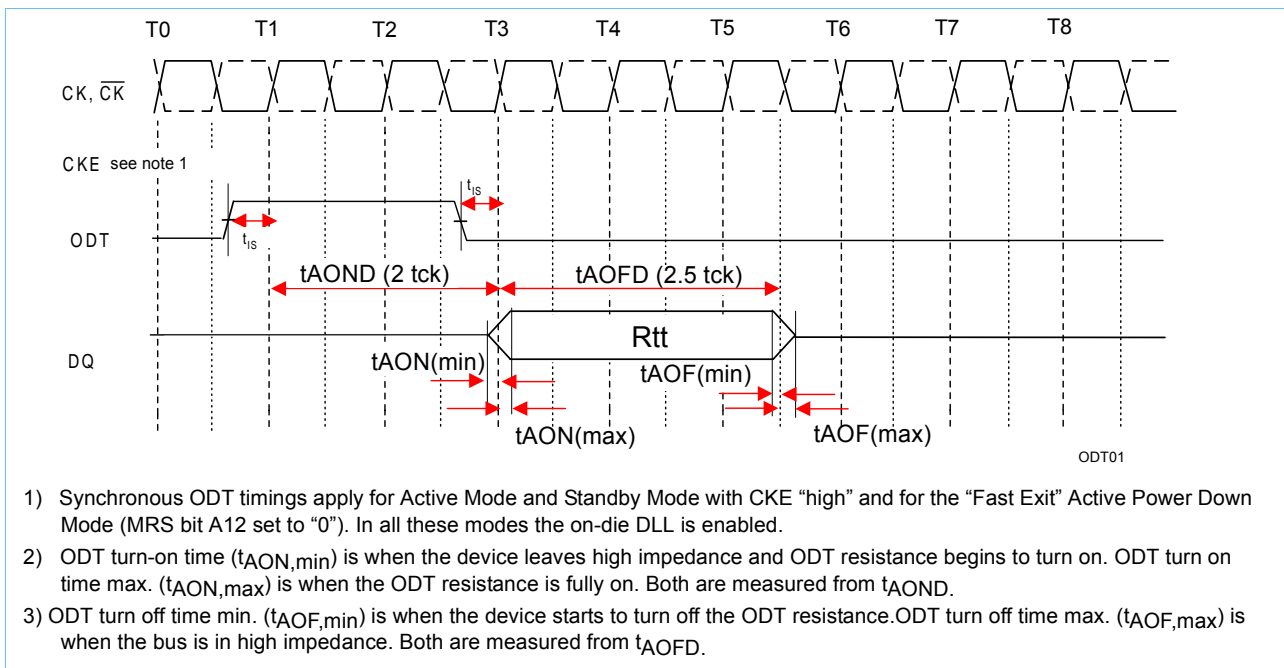 T0 T1 T2 T3 T4 T5 T6 T7 T8
CK, C̅K̅
CKE see note 1
tIS
ODT
tIS
tAOND (2 tck) tAOFD (2.5 tck)
Rtt
DQ
tAON(min) tAOF(min)
tAON(max) tAOF(max)
ODT01
1) Synchronous ODT timings apply for Active Mode and Standby Mode with CKE “high” and for the “Fast Exit” Active Power Down
Mode (MRS bit A12 set to “0”). In all these modes the on-die DLL is enabled.
2) ODT turn-on time (tAON,min) is when the device leaves high impedance and ODT resistance begins to turn on. ODT turn on
time max. (tAON,max) is when the ODT resistance is fully on. Both are measured from tAOND.
3) ODT turn off time min. (tAOF,min) is when the device starts to turn off the ODT resistance.ODT turn off time max. (tAOF,max) is
when the bus is in high impedance. Both are measured from tAOFD.